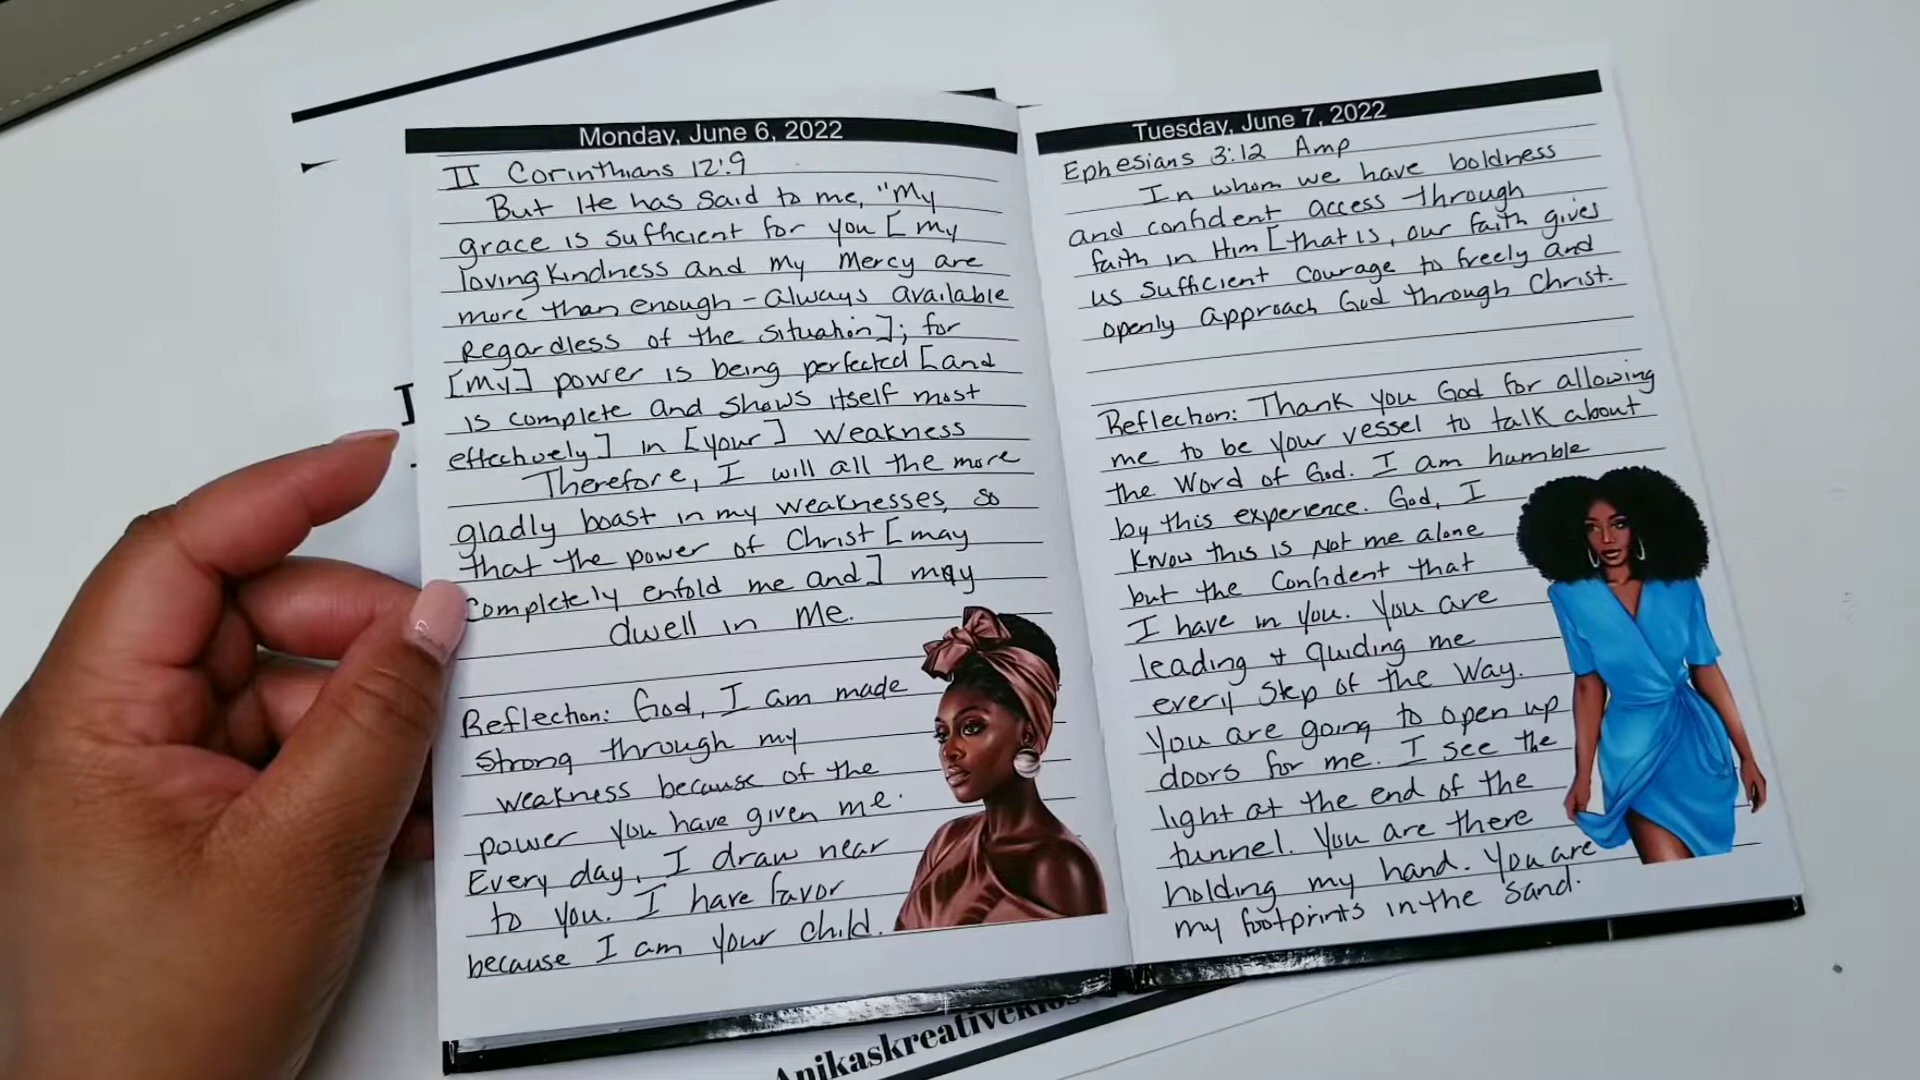 Monday, June 6, 2022
II Corinthians 12:9
But He has said to me, "My
grace is sufficient for you [my
lovingkindness and my mercy are
more than enough - always available
Regardless of the situation]; for
[my] power is being perfected [and
is complete and shows itself most
effectively] in [your] weakness
Therefore, I will all the more
gladly boast in my weaknesses, so
that the power of Christ [may
completely enfold me and] may
dwell in me.
Reflection: God, I am made
strong through my
weakness because of the
power you have given me.
Every day, I draw near
to you. I have favor
because I am your child.
Tuesday, June 7, 2022
Ephesians 3:12 Amp
In whom we have boldness
and confident access through
faith in Him [that is, our faith gives
us sufficient courage to freely and
openly approach God through Christ.
Reflection: Thank you God for allowing
me to be your vessel to talk about
the Word of God. I am humble
by this experience. God, I
know this is not me alone
but the confident that
I have in you. You are
leading & guiding me
every step of the way.
You are going to open up
doors for me. I see the
light at the end of the
tunnel. You are there
holding my hand. You are
my footprints in the sand.